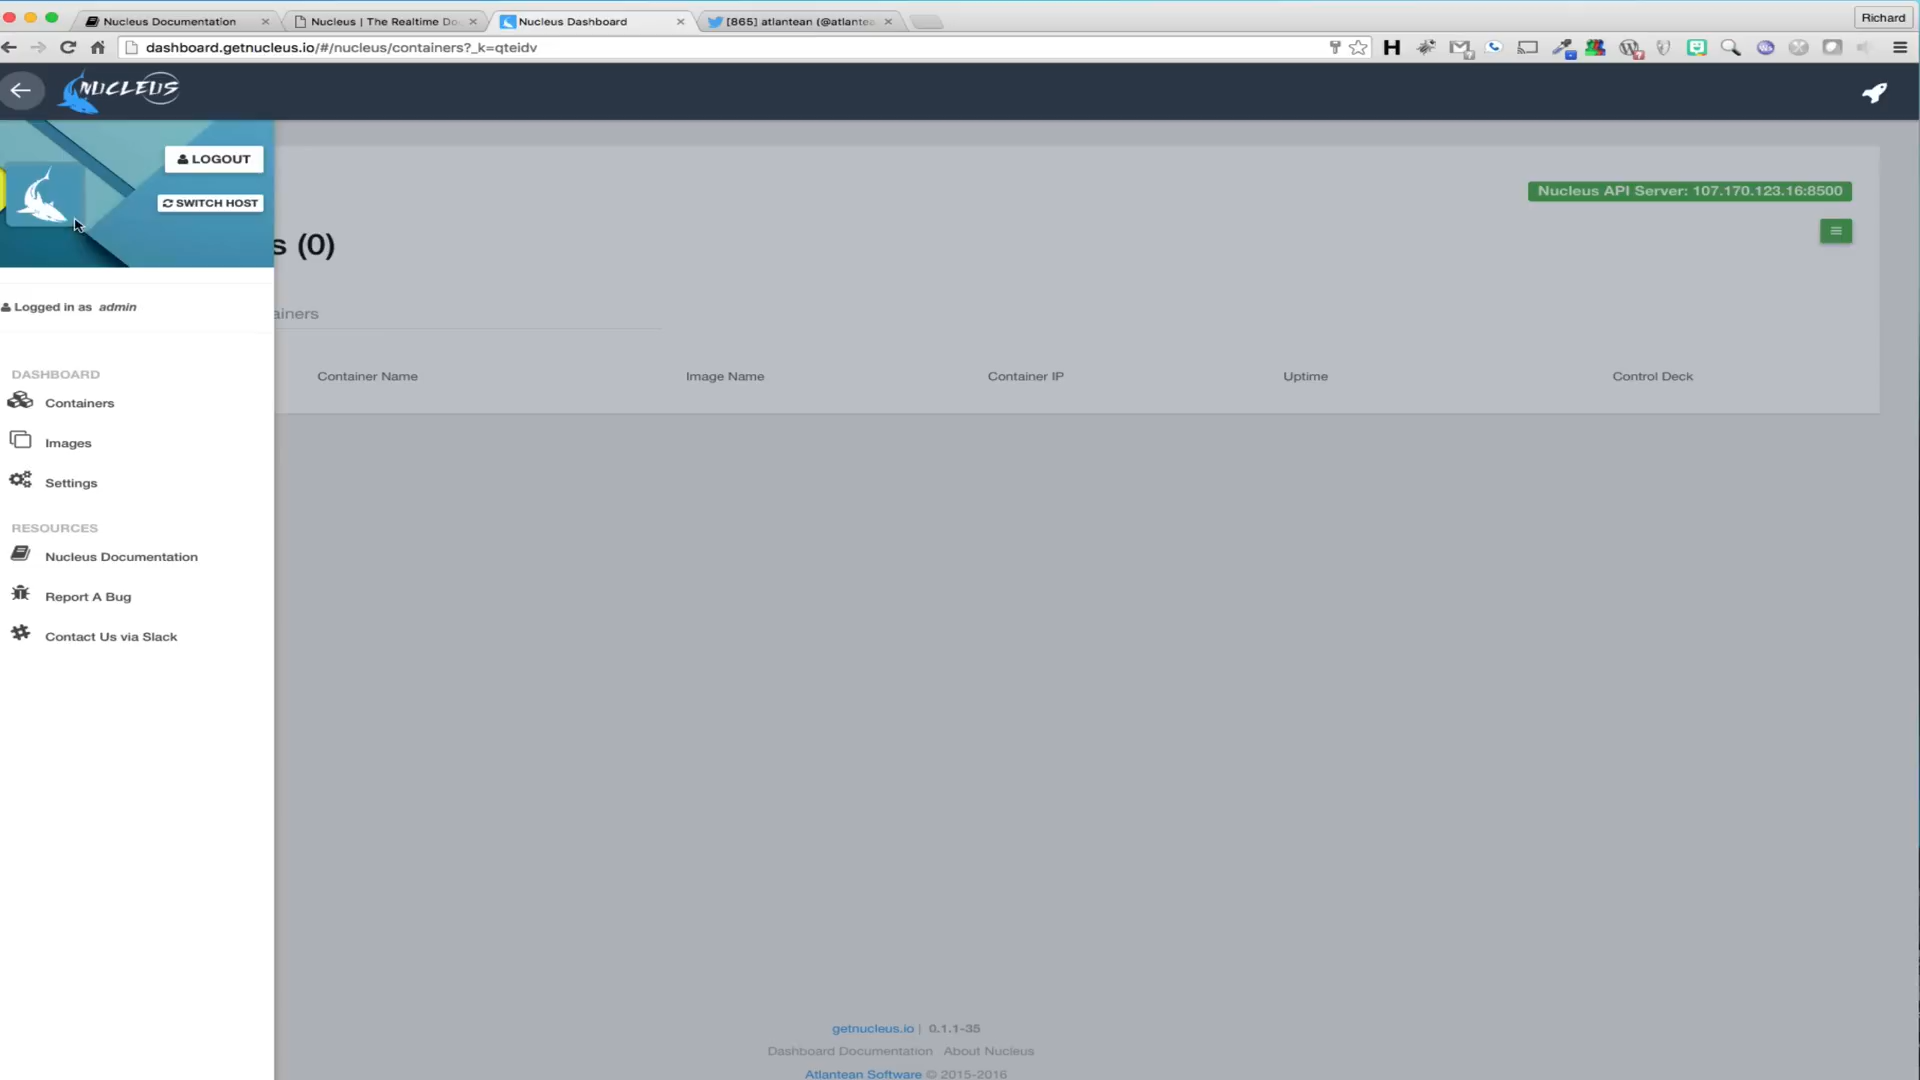 Nucleus Documentation
Nucleus | The Realtime Do
Nucleus Dashboard
[865] atlantean (@atlantea
Richard
dashboard.getnucleus.io/#/nucleus/containers?_k=qteidv
NUCLEUS
LOGOUT
SWITCH HOST
Nucleus API Server: 107.170.123.16:8500
s (0)
Logged in as admin
ainers
DASHBOARD
Container Name Image Name Container IP Uptime Control Deck
Containers
Images
Settings
RESOURCES
Nucleus Documentation
Report A Bug
Contact Us via Slack
getnucleus.io | 0.1.1-35
Dashboard Documentation About Nucleus
Atlantean Software © 2015-2016